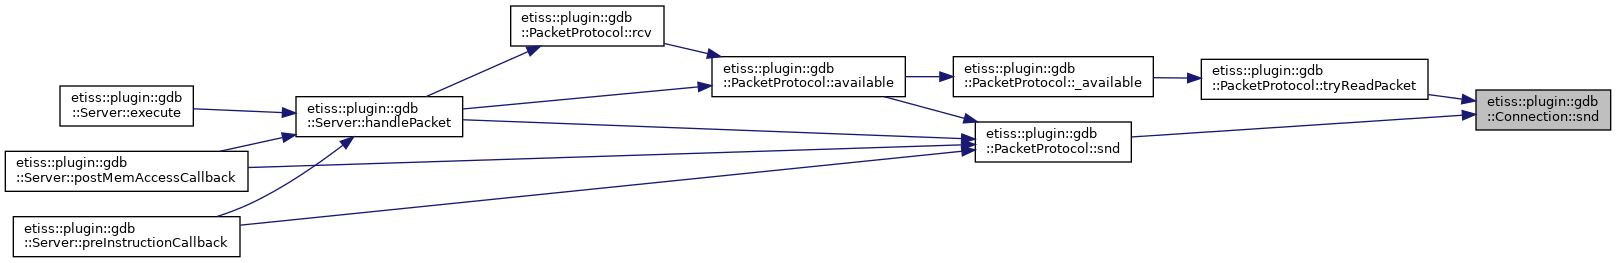 etiss::plugin::gdb
::PacketProtocol::rcv
etiss::plugin::gdb
::PacketProtocol::available
etiss::plugin::gdb
::PacketProtocol::_available
etiss::plugin::gdb
::PacketProtocol::tryReadPacket
etiss::plugin::gdb
::Connection::snd
etiss::plugin::gdb
::Server::execute
etiss::plugin::gdb
::Server::handlePacket
etiss::plugin::gdb
::PacketProtocol::snd
etiss::plugin::gdb
::Server::postMemAccessCallback
etiss::plugin::gdb
::Server::preInstructionCallback